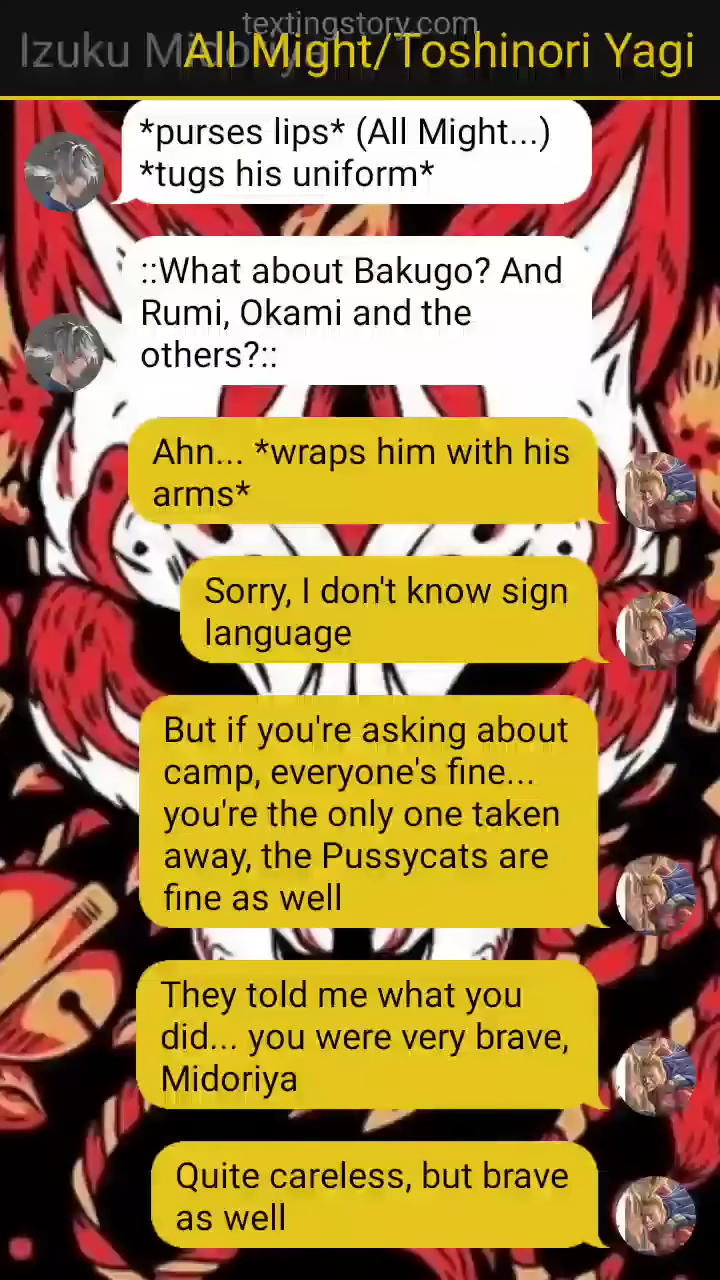 textingstory.com
Izuku Mido
All Might/Toshinori Yagi
*purses lips* (All Might...)
*tugs his uniform*
::What about Bakugo? And
Rumi, Okami and the
others?::
Ahn... *wraps him with his
arms*
Sorry, I don't know sign
language
But if you're asking about
camp, everyone's fine...
you're the only one taken
away, the Pussycats are
fine as well
They told me what you
did... you were very brave,
Midoriya
Quite careless, but brave
as well